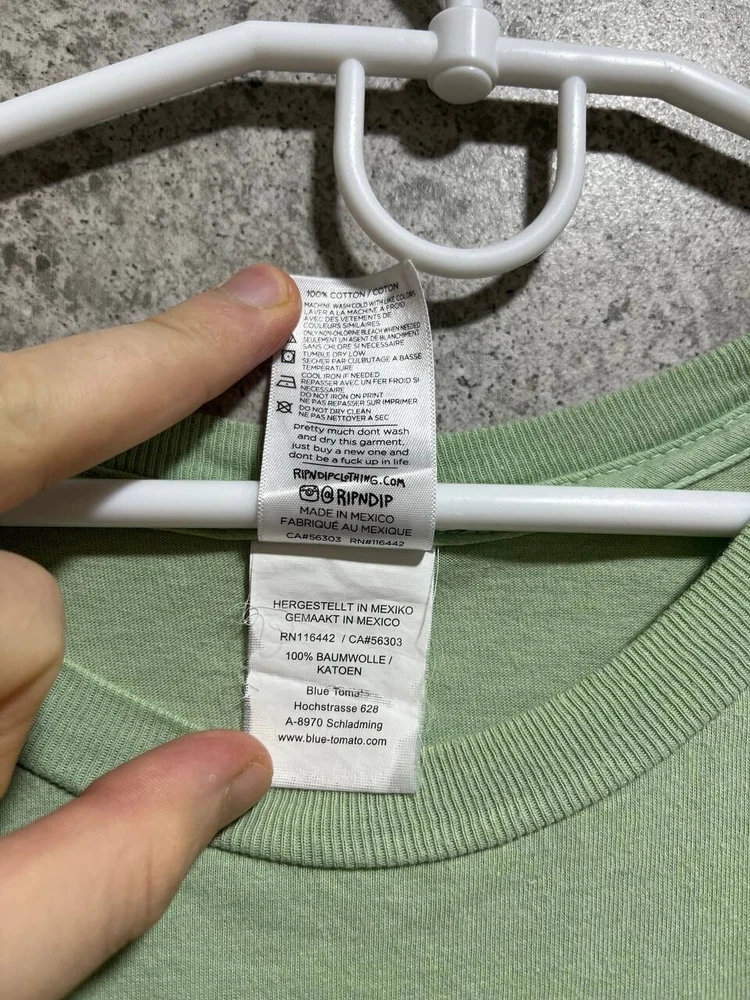 100% COTTON / COTON
MACHINE WASH COLD WITH LIKE COLORS
LAVER A LA MACHINE A FROID
AVEC DES VETEMENTS DE
COULEURS SIMILAIRES
ONLY NON-CHLORINE BLEACH WHEN NEEDED
SEULEMENT UN AGENT DE BLANCHIMENT
SANS CHLORE SI NECESSAIRE
TUMBLE DRY LOW
SECHER PAR CULBUTAGE A BASSE
TEMPERATURE
COOL IRON IF NEEDED
REPASSER AVEC UN FER FROID SI
NECESSAIRE
DO NOT IRON ON PRINT
NE PAS REPASSER SUR IMPRIMER
DO NOT DRY CLEAN
NE PAS NETTOYER A SEC
pretty much dont wash
and dry this garment,
just buy a new one and
dont be a fuck up in life.
RIPNDIPCLOTHING.COM
@RIPNDIP
MADE IN MEXICO
FABRIQUÉ AU MEXIQUE
CA#56303 RN#116442
HERGESTELLT IN MEXIKO
GEMAAKT IN MEXICO
RN116442 / CA#56303
100% BAUMWOLLE /
KATOEN
Blue Tomato
Hochstrasse 628
A-8970 Schladming
www.blue-tomato.com